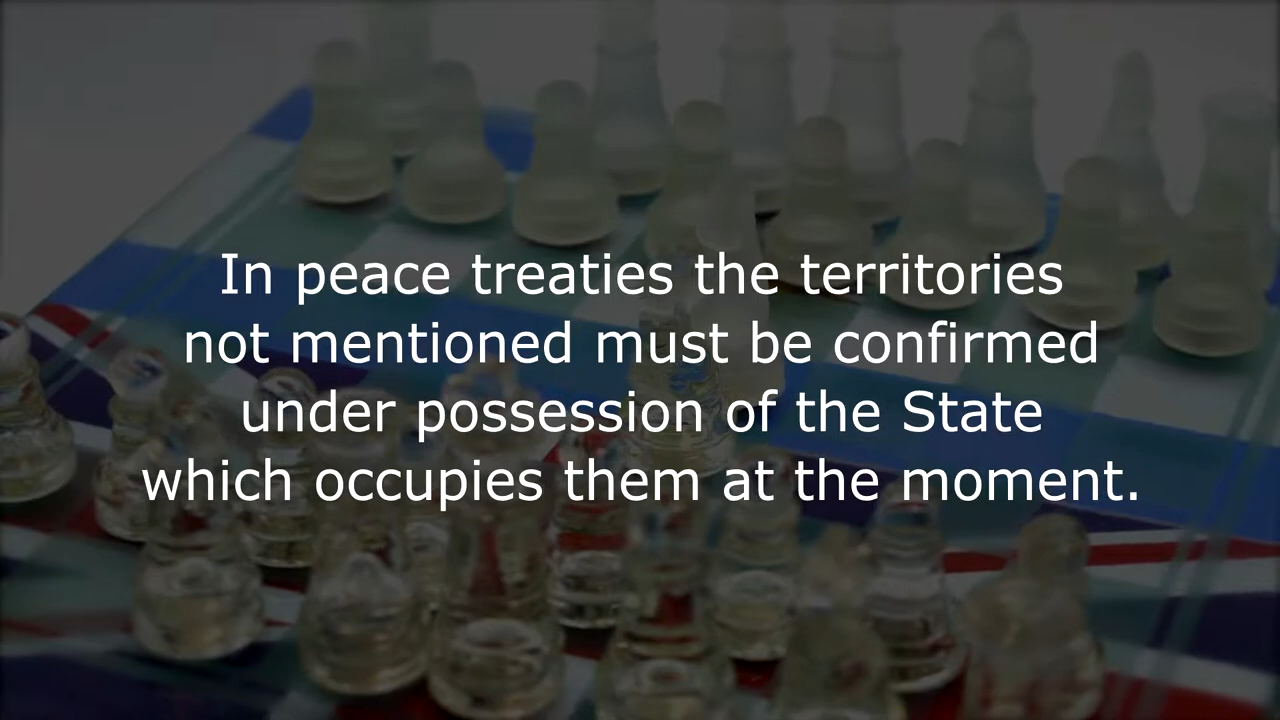 In peace treaties the territories
not mentioned must be confirmed
under possession of the State
which occupies them at the moment.